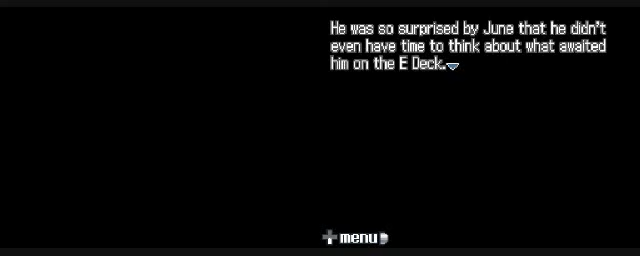 He was so surprised by June that he didn't
even have time to think about what awaited
him on the E Deck.
menu